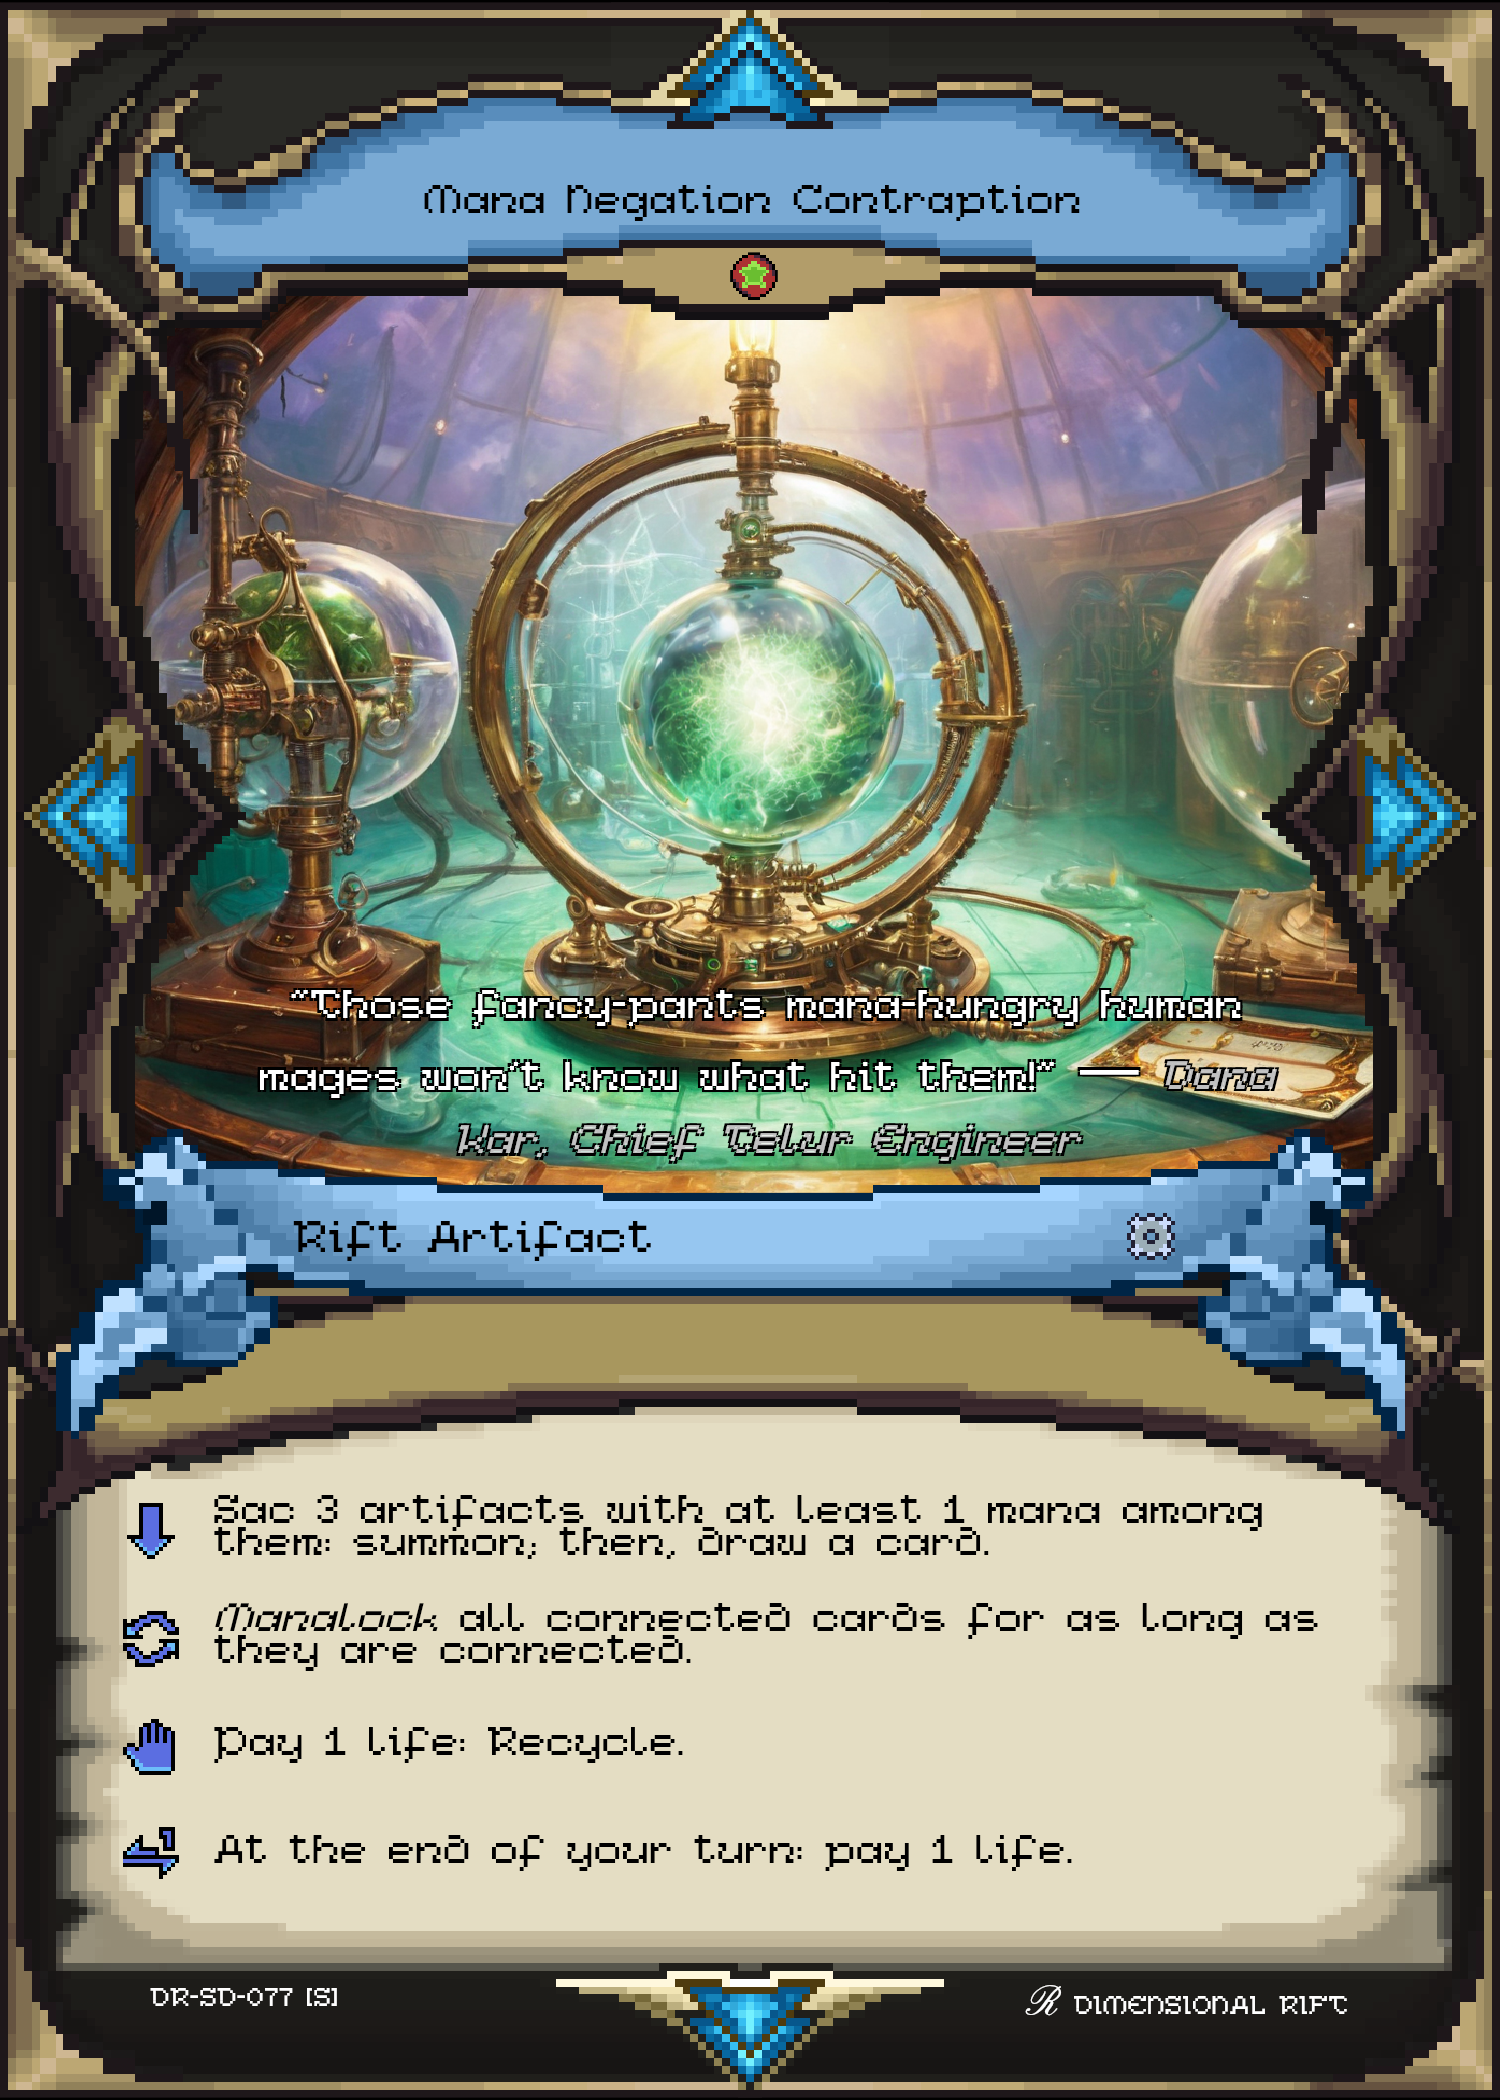 Mana Negation Contraption
"Those fancy-pants mana-hungry human
mages won't know what hit them!" — Dana
Kar, Chief Telur Engineer
Rift Artifact
Sac 3 artifacts with at least 1 mana among
them: summon; then, draw a card.
Manalock all connected cards for as long as
they are connected.
Pay 1 life: Recycle.
At the end of your turn: pay 1 life.
DR-SD-077 [S]
ℛ DIMENSIONAL RIFT